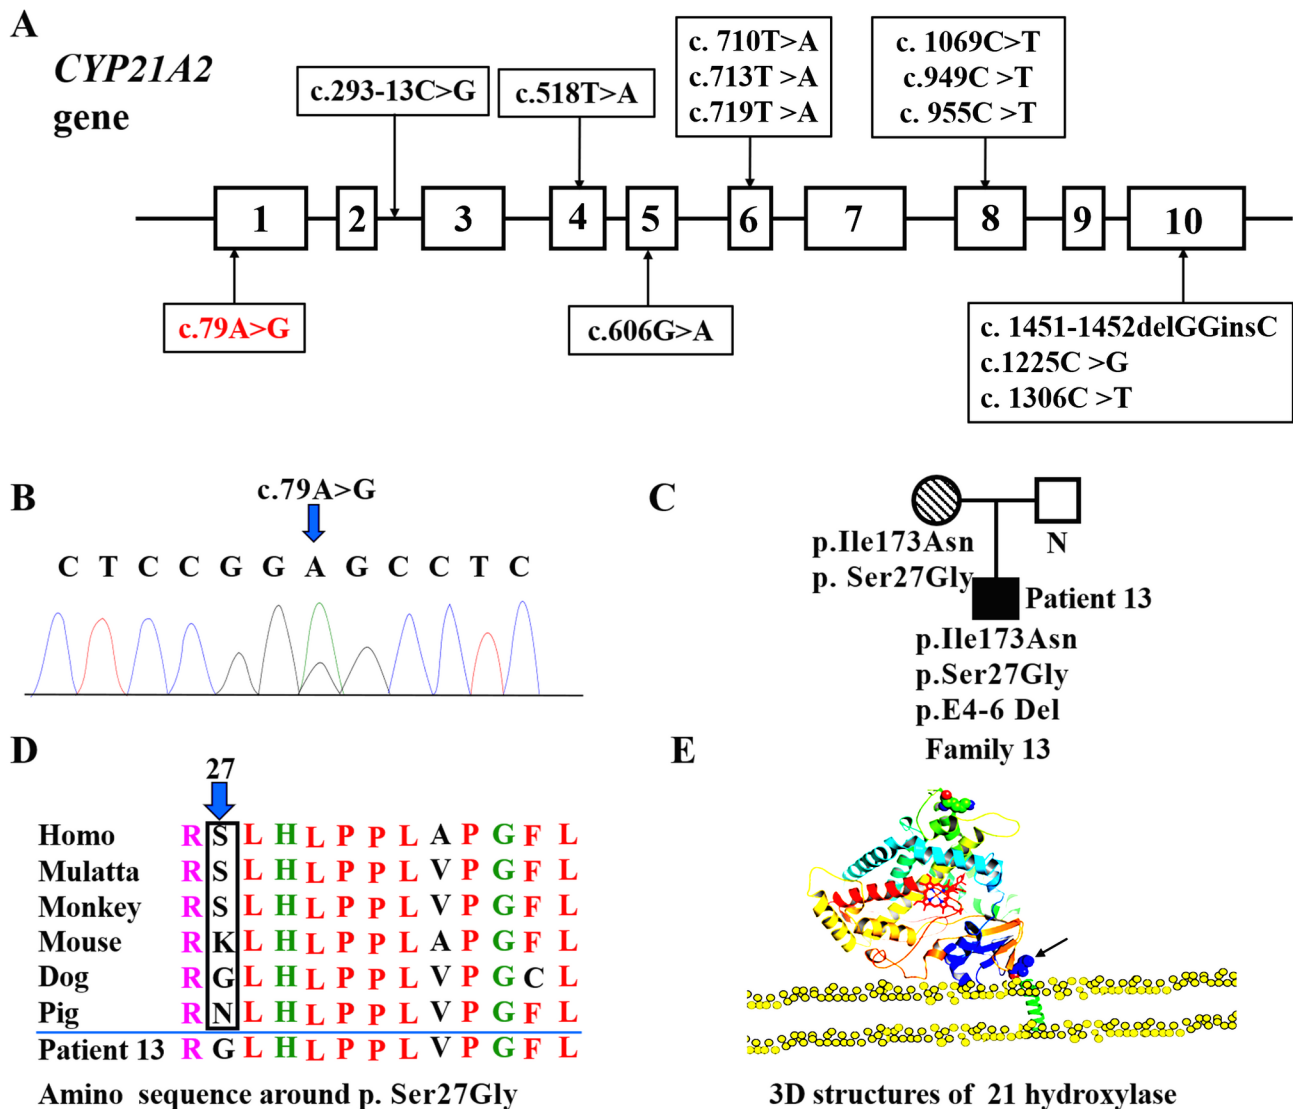 A
CYP21A2
gene
c.293-13C>G
c.518T>A
c. 710T>A
c.713T >A
c.719T >A
c. 1069C>T
c.949C >T
c. 955C >T
1 2 3 4 5 6 7 8 9 10
c.79A>G
c.606G>A
c. 1451-1452delGGinsC
c.1225C >G
c. 1306C >T
B
c.79A>G
C T C C G G A G C C T C
C
p.Ile173Asn
p. Ser27Gly
N
Patient 13
p.Ile173Asn
p.Ser27Gly
p.E4-6 Del
Family 13
D
27
Homo R S L H L P P L A P G F L
Mulatta R S L H L P P L V P G F L
Monkey R S L H L P P L V P G F L
Mouse R K L H L P P L A P G F L
Dog R G L H L P P L V P G C L
Pig R N L H L P P L V P G F L
Patient 13 R G L H L P P L V P G F L
Amino sequence around p. Ser27Gly
E
3D structures of 21 hydroxylase